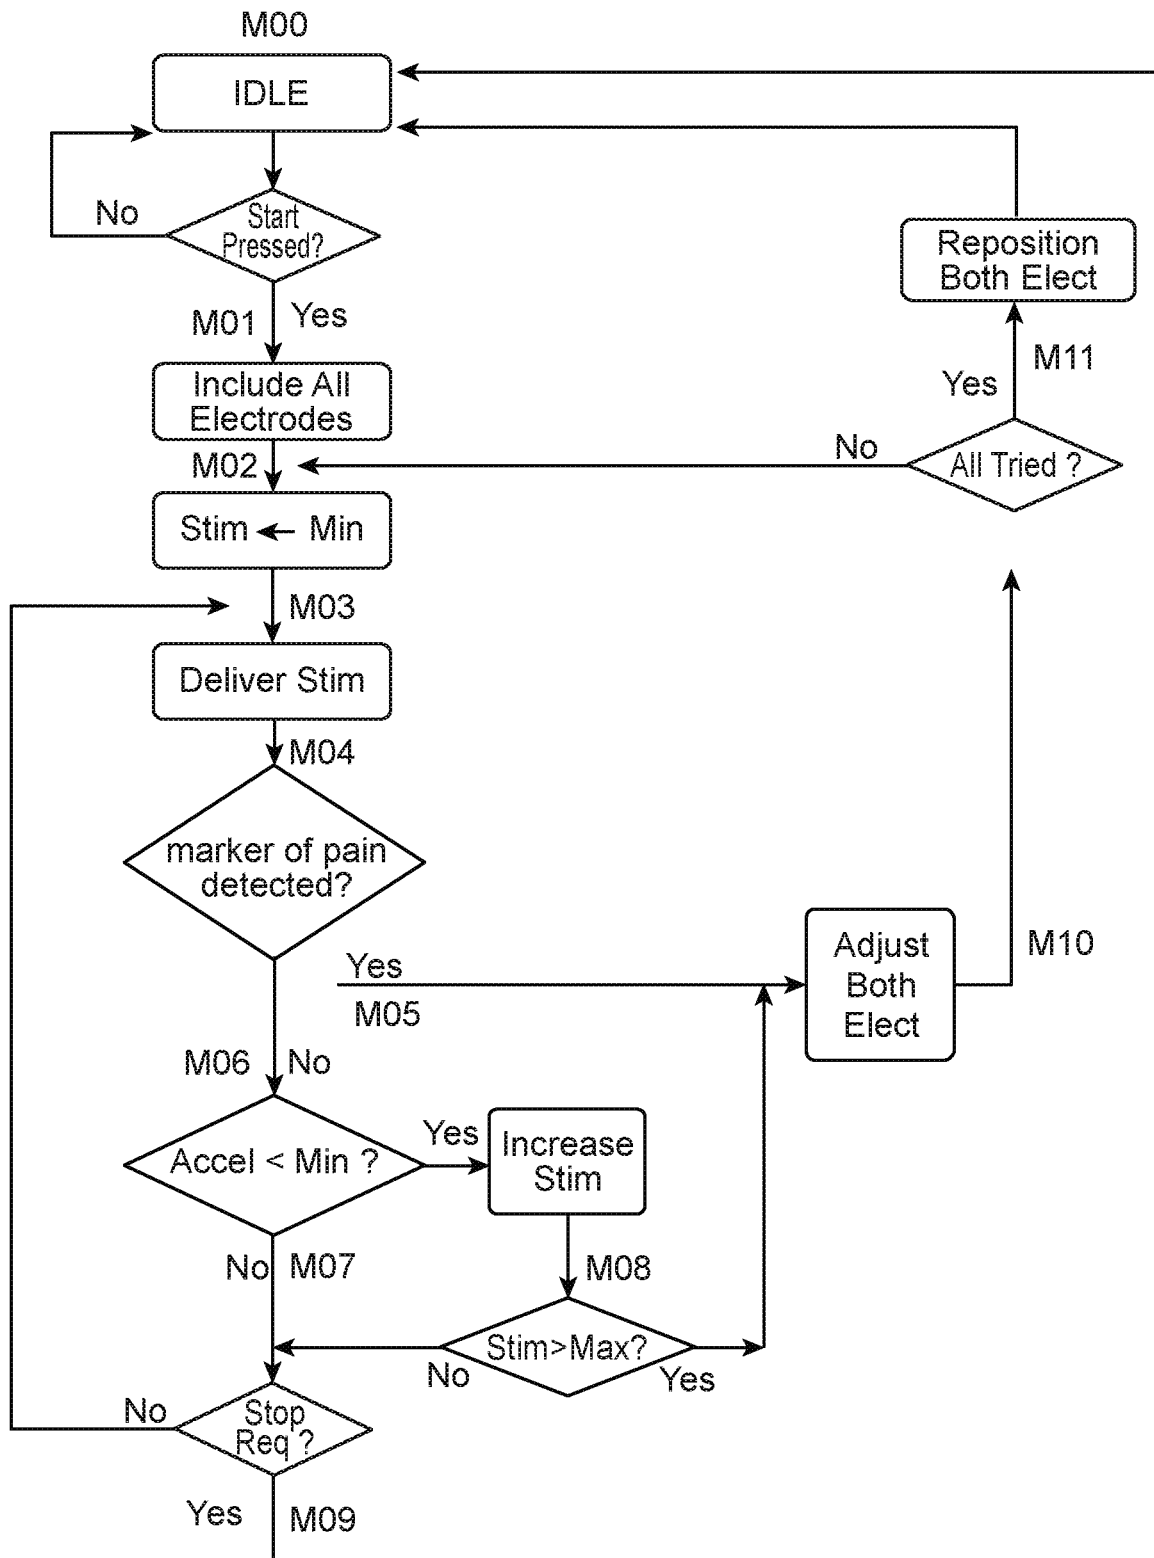 M00
IDLE
No
Start
Pressed?
M01
Yes
Include All
Electrodes
M02
Stim
Min
M03
Deliver Stim
M04
marker of pain
detected?
Yes
M05
M06
No
Accel < Min ?
Yes
Increase
Stim
No
M07
M08
Stim>Max?
No
Yes
No
Stop
Req ?
Yes
M09
Adjust
Both
Elect
M10
No
All Tried ?
Yes
M11
Reposition
Both Elect